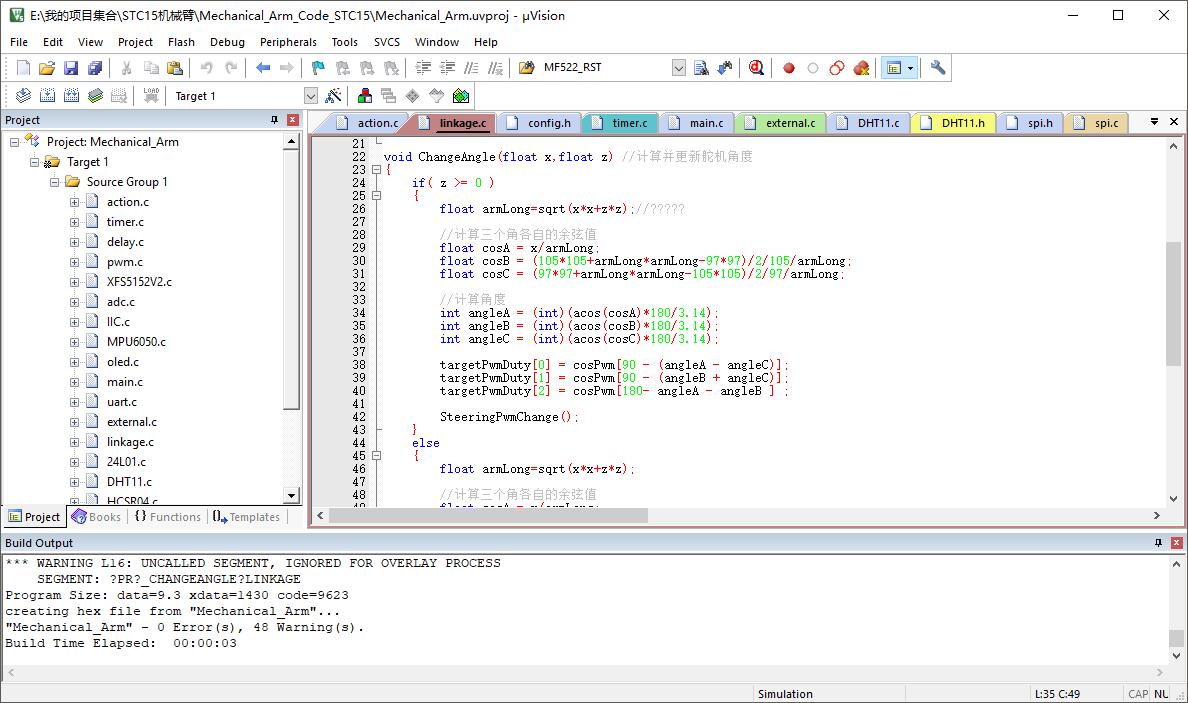 E:\我的项目集合\STC15机械臂\Mechanical_Arm_Code_STC15\Mechanical_Arm.uvproj - µVision
File Edit View Project Flash Debug Peripherals Tools SVCS Window Help
MF522_RST
LOAD Target 1
Project
Project: Mechanical_Arm
Target 1
Source Group 1
action.c
timer.c
delay.c
pwm.c
XFS5152V2.c
adc.c
IIC.c
MPU6050.c
oled.c
main.c
uart.c
external.c
linkage.c
24L01.c
DHT11.c
HCSR04.c
Project Books {} Functions Templates
action.c linkage.c config.h timer.c main.c external.c DHT11.c DHT11.h spi.h spi.c
21
22 void ChangeAngle(float x,float z) //计算并更新舵机角度
23 {
24 if( z >= 0 )
25 {
26 float armLong=sqrt(x*x+z*z);//?????
27
28 //计算三个角各自的余弦值
29 float cosA = x/armLong;
30 float cosB = (105*105+armLong*armLong-97*97)/2/105/armLong;
31 float cosC = (97*97+armLong*armLong-105*105)/2/97/armLong;
32
33 //计算角度
34 int angleA = (int)(acos(cosA)*180/3.14);
35 int angleB = (int)(acos(cosB)*180/3.14);
36 int angleC = (int)(acos(cosC)*180/3.14);
37
38 targetPwmDuty[0] = cosPwm[90 - (angleA - angleC)];
39 targetPwmDuty[1] = cosPwm[90 - (angleB + angleC)];
40 targetPwmDuty[2] = cosPwm[180- angleA - angleB ] ;
41
42 SteeringPwmChange();
43 }
44 else
45 {
46 float armLong=sqrt(x*x+z*z);
47
48 //计算三个角各自的余弦值
49 float cosA = x/armLong;
Build Output
*** WARNING L16: UNCALLED SEGMENT, IGNORED FOR OVERLAY PROCESS
SEGMENT: ?PR?_CHANGEANGLE?LINKAGE
Program Size: data=9.3 xdata=1430 code=9623
creating hex file from "Mechanical_Arm"...
"Mechanical_Arm" - 0 Error(s), 48 Warning(s).
Build Time Elapsed: 00:00:03
Simulation L:35 C:49 CAP NU